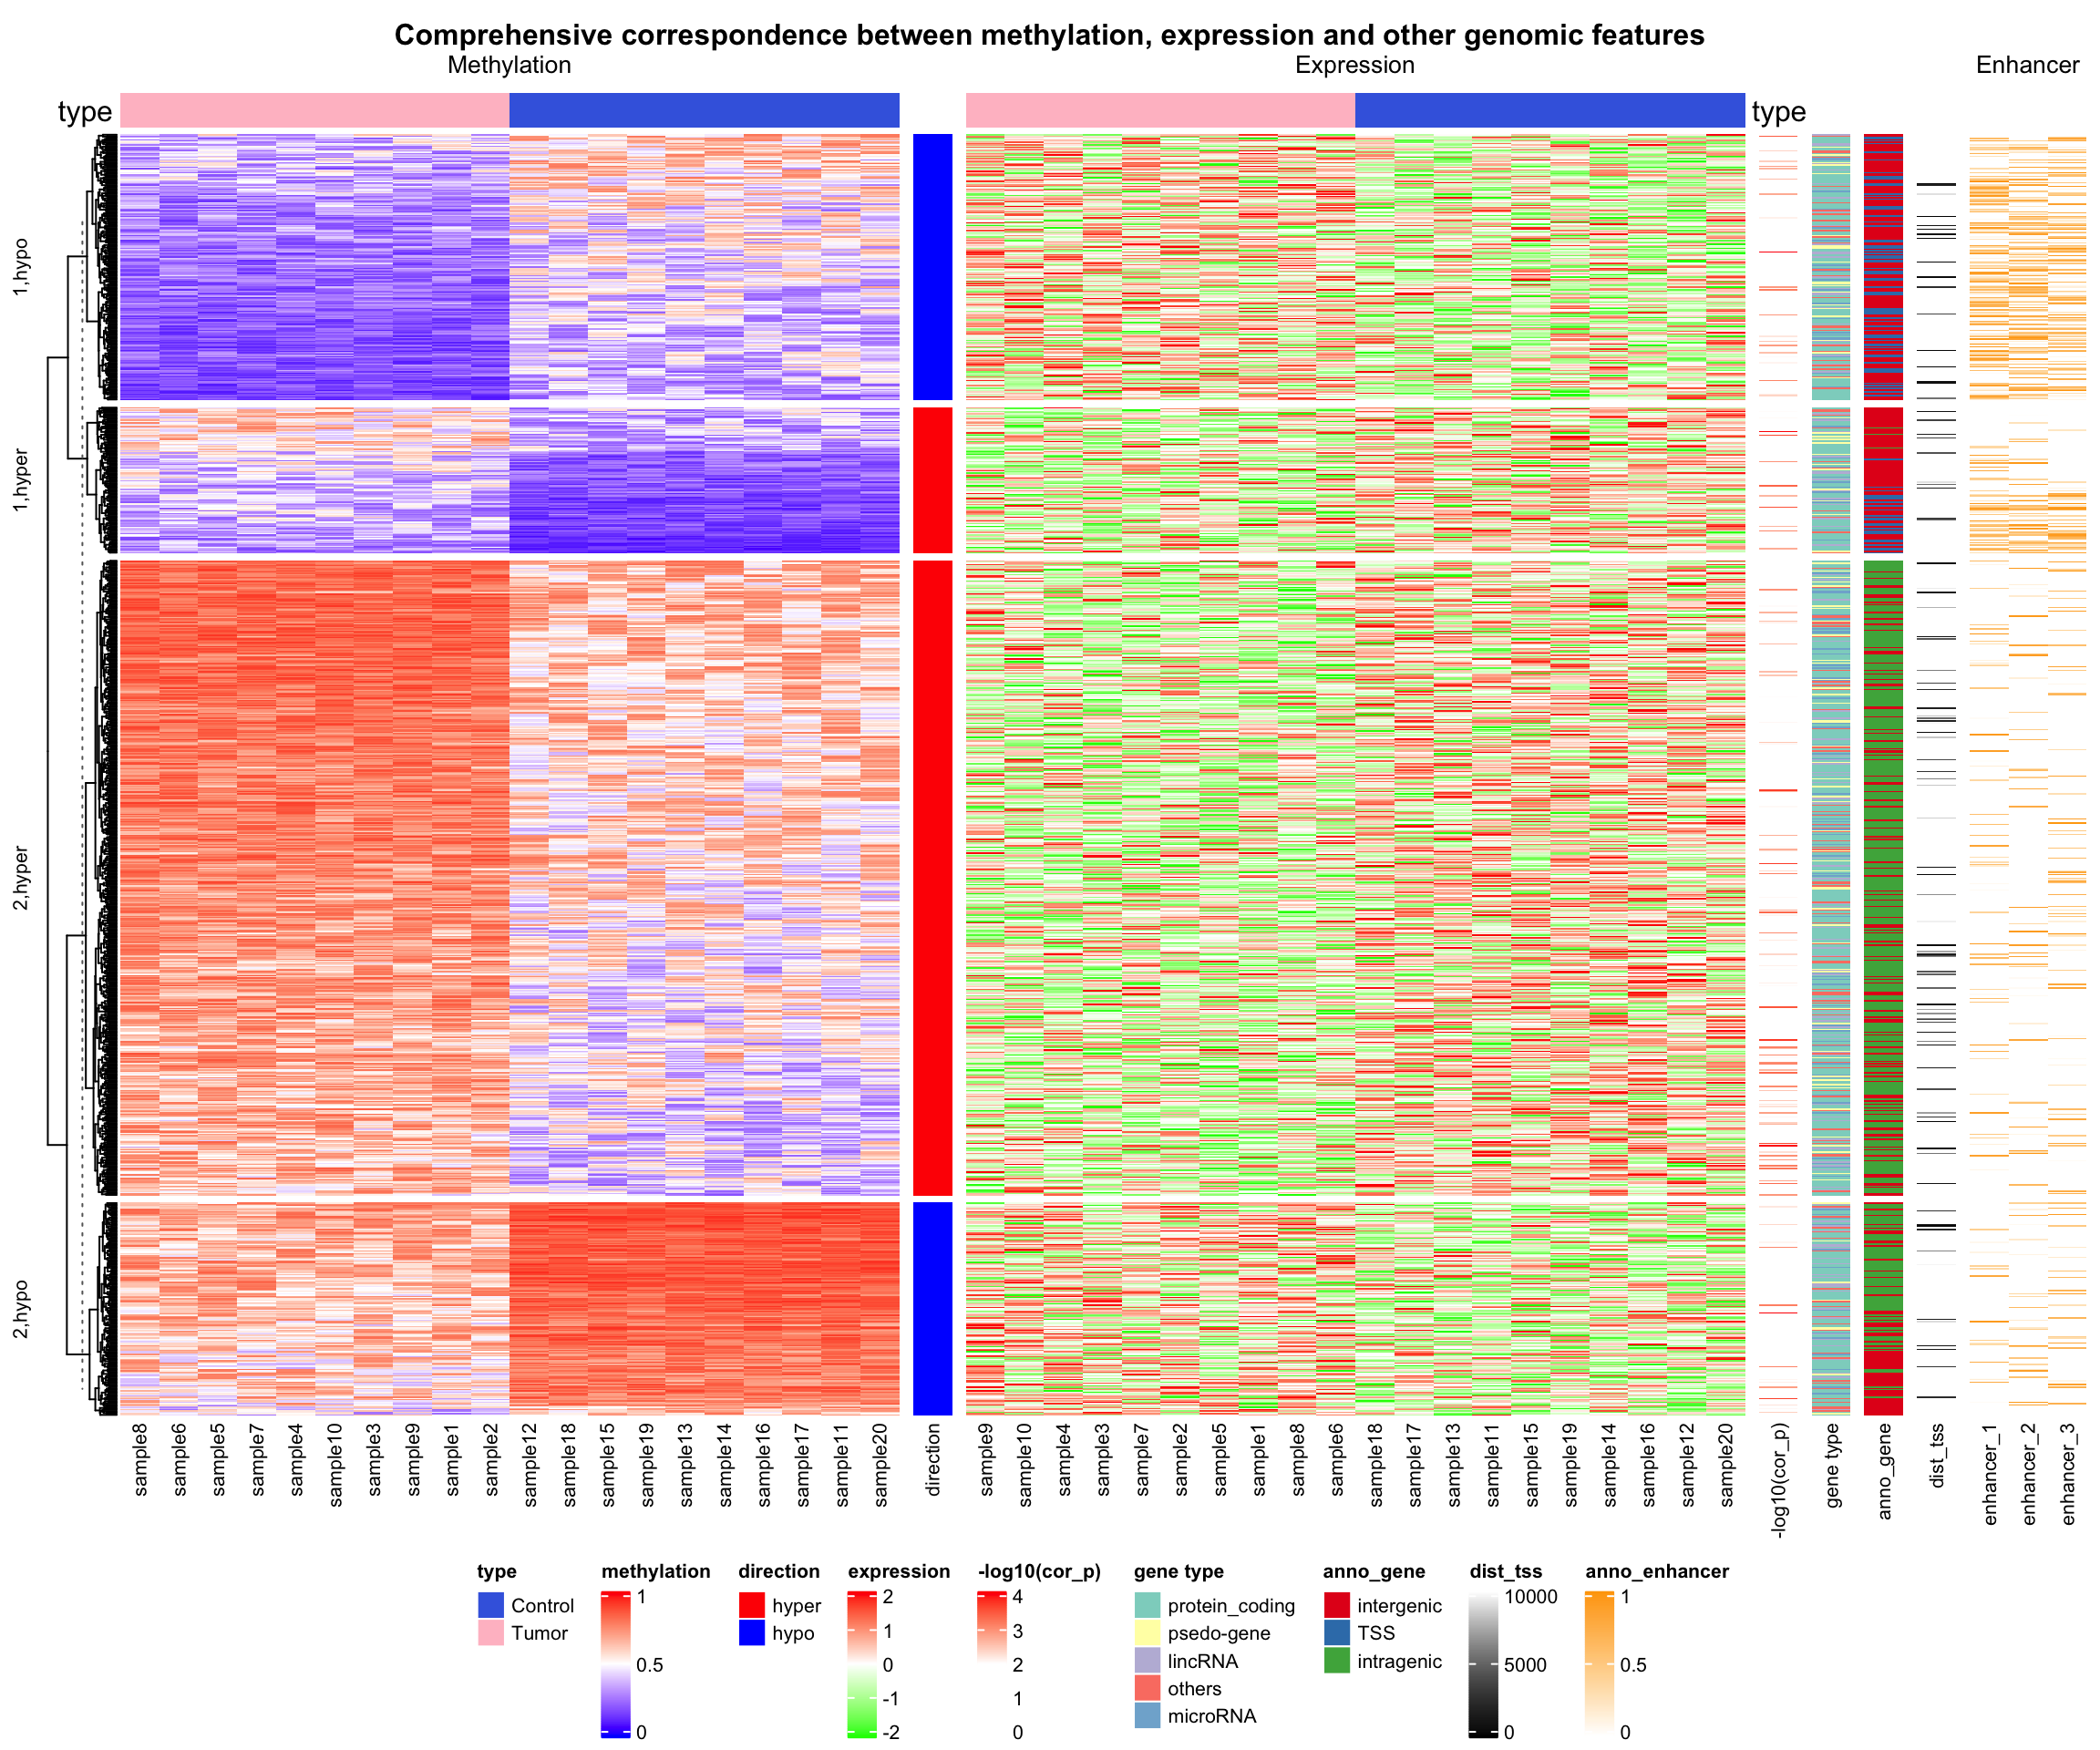 Comprehensive correspondence between methylation, expression and other genomic features
Methylation
Expression
Enhancer
type
type
1,hypo
1,hyper
2,hyper
2,hypo
sample8
sample6
sample5
sample7
sample4
sample10
sample3
sample9
sample1
sample2
sample12
sample18
sample15
sample19
sample13
sample14
sample16
sample17
sample11
sample20
direction
sample9
sample10
sample4
sample3
sample7
sample2
sample5
sample1
sample8
sample6
sample18
sample17
sample13
sample11
sample15
sample19
sample14
sample16
sample12
sample20
-log10(cor_p)
gene type
anno_gene
dist_tss
enhancer_1
enhancer_2
enhancer_3
type
Control
Tumor
methylation
1
0.5
0
direction
hyper
hypo
expression
2
1
0
-1
-2
-log10(cor_p)
4
3
2
1
0
gene type
protein_coding
psedo-gene
lincRNA
others
microRNA
anno_gene
intergenic
TSS
intragenic
dist_tss
10000
5000
0
anno_enhancer
1
0.5
0